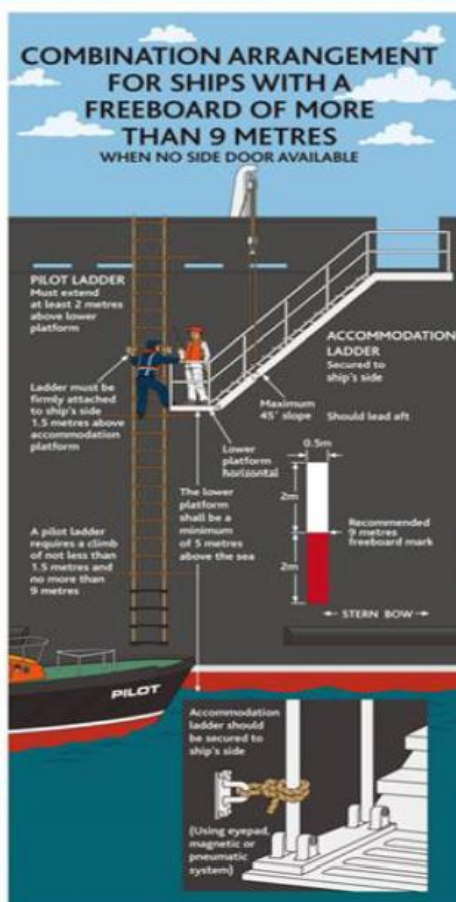 COMBINATION ARRANGEMENT
FOR SHIPS WITH A
FREEBOARD OF MORE
THAN 9 METRES
WHEN NO SIDE DOOR AVAILABLE
PILOT LADDER
Must extend
at least 2 metres
above lower
platform
Ladder must be
firmly attached
to ship's side
1.5 metres above
accommodation
platform
A pilot ladder
requires a climb
of not less than
1.5 metres and
no more than
9 metres
ACCOMMODATION
LADDER
Secured to
ship's side
Maximum
45° slope
Should lead aft
Lower
platform
horizontal
The lower
platform
shall be a
minimum
of 5 metres
above the sea
0.5m
2m
Recommended
9 metres
freeboard mark
2m
STERN BOW
PILOT
Accommodation
ladder should
be secured to
ship's side
(Using eyepad,
magnetic or
pneumatic
system)